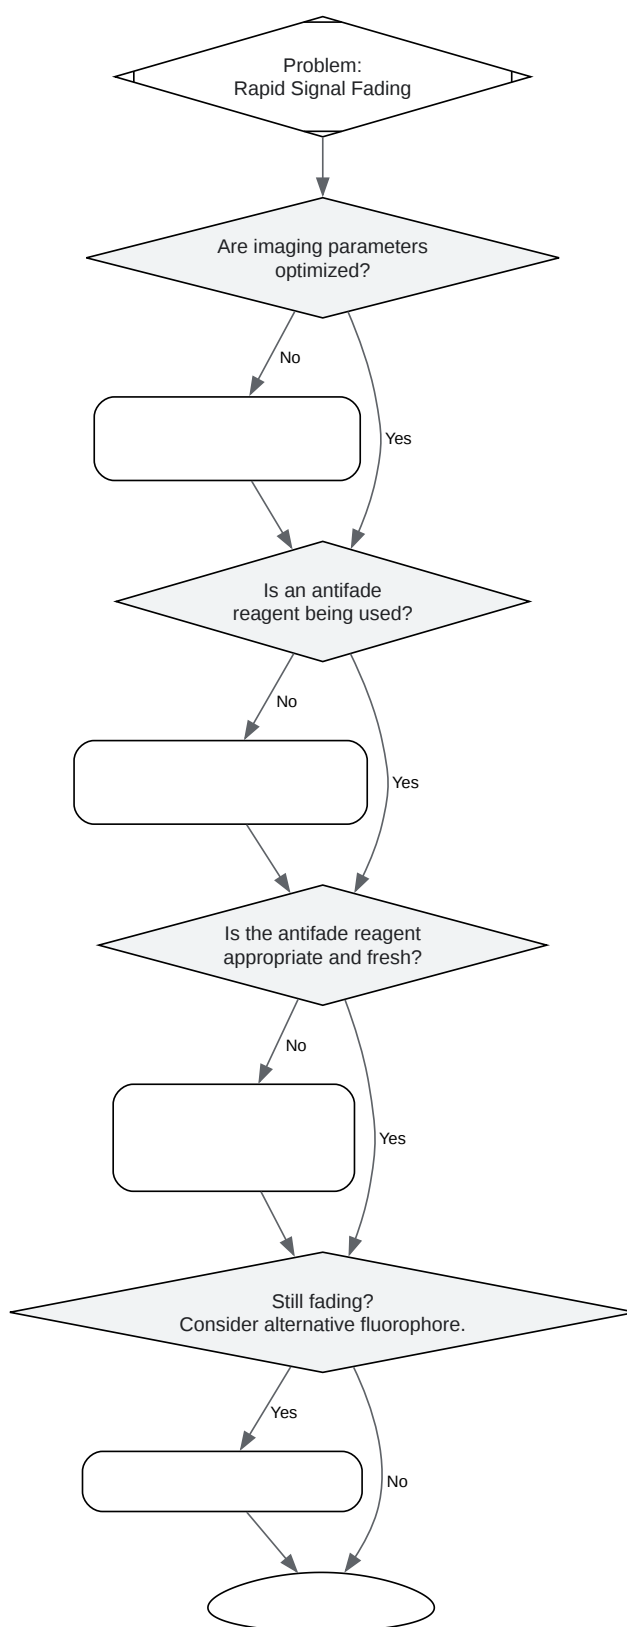 Problem:
Rapid Signal Fading
Are imaging parameters
optimized?
No
Yes
Is an antifade
reagent being used?
No
Yes
Is the antifade reagent
appropriate and fresh?
No
Yes
Still fading?
Consider alternative fluorophore.
Yes
No